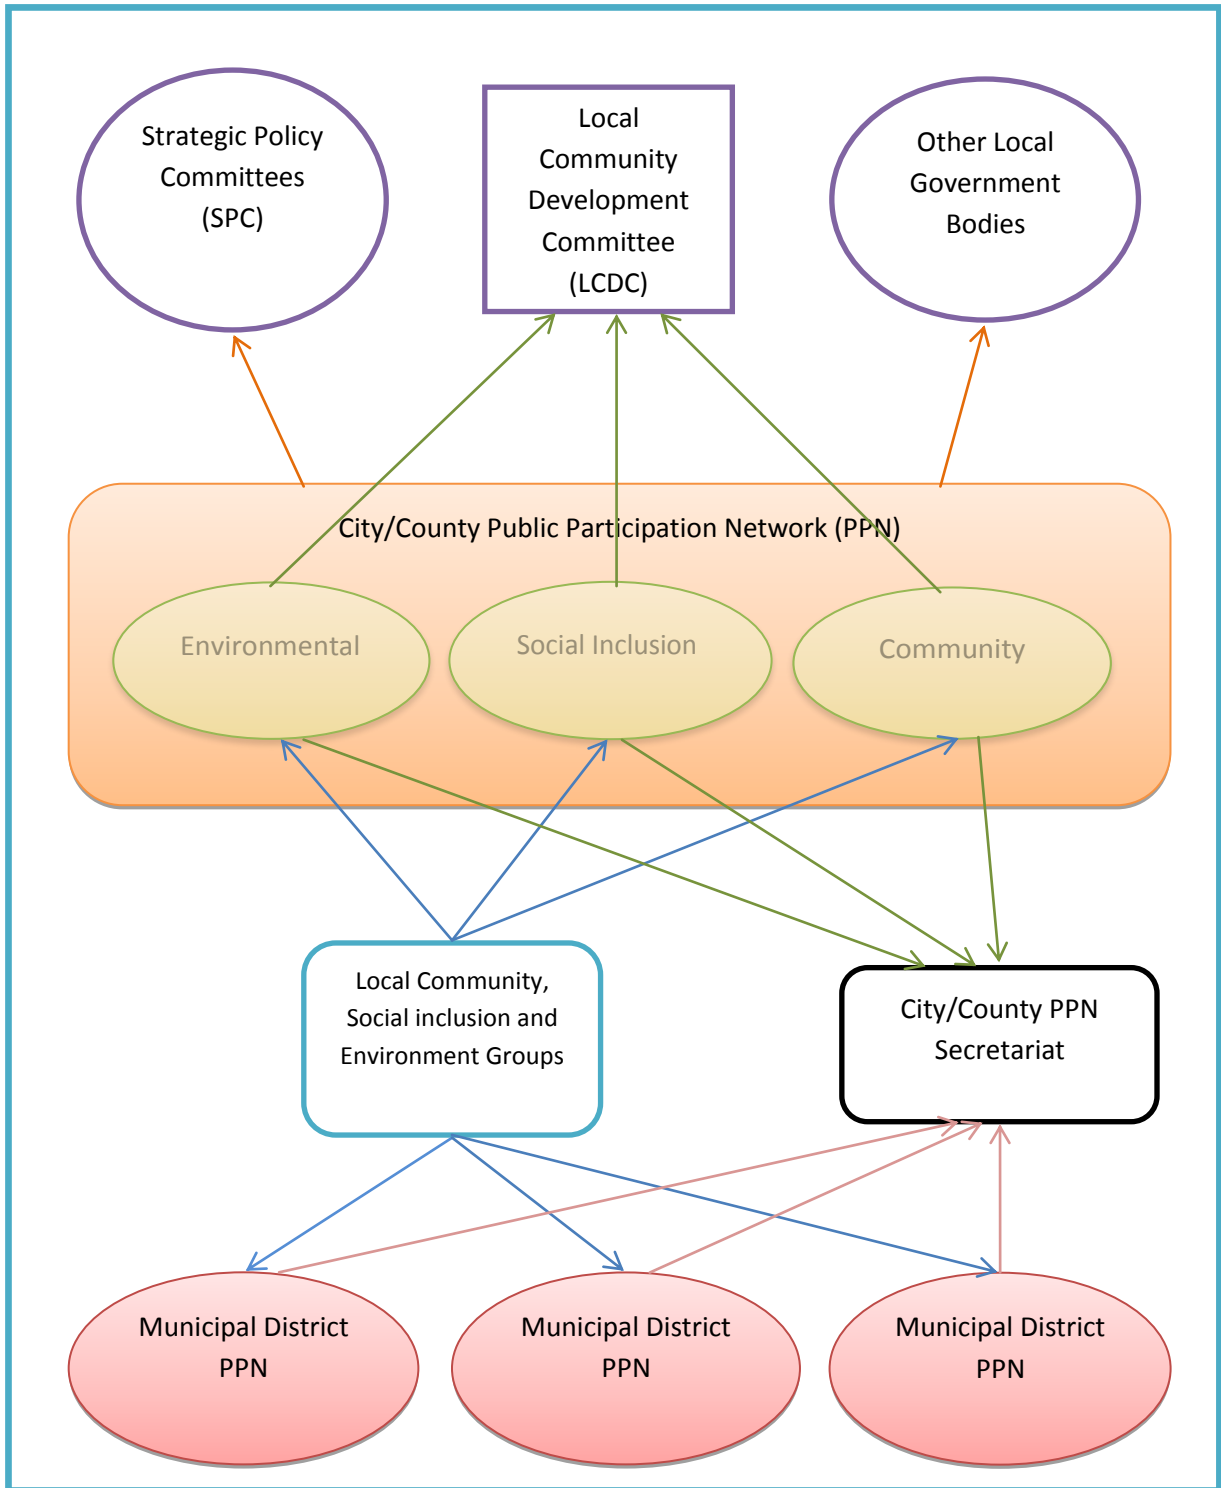 Strategic Policy
Committees
(SPC)
Local
Community
Development
Committee
(LCDC)
Other Local
Government
Bodies
City/County Public Participation Network (PPN)
Environmental
Social Inclusion
Community
Local Community,
Social inclusion and
Environment Groups
City/County PPN
Secretariat
Municipal District
PPN
Municipal District
PPN
Municipal District
PPN